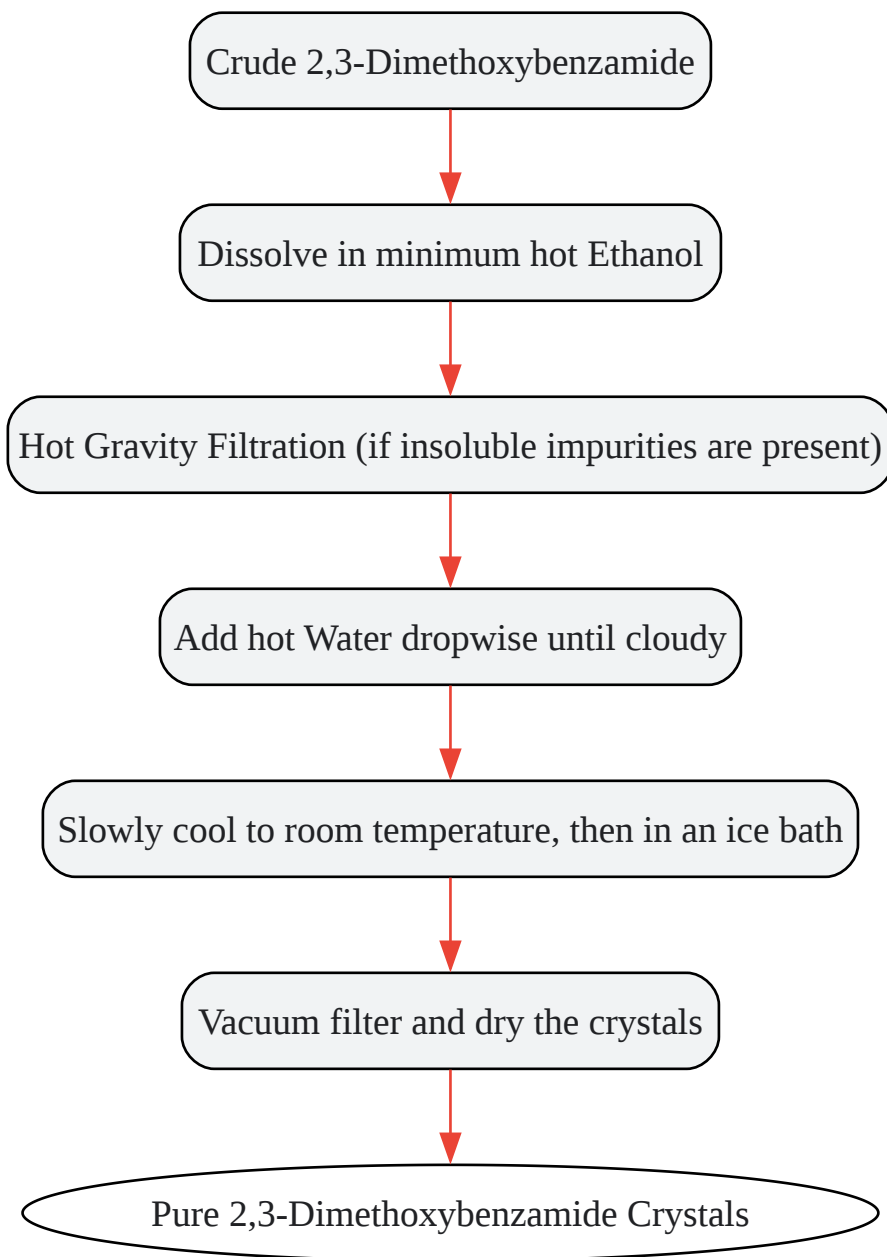 Crude 2,3-Dimethoxybenzamide
Dissolve in minimum hot Ethanol
Hot Gravity Filtration (if insoluble impurities are present)
Add hot Water dropwise until cloudy
Slowly cool to room temperature, then in an ice bath
Vacuum filter and dry the crystals
Pure 2,3-Dimethoxybenzamide Crystals